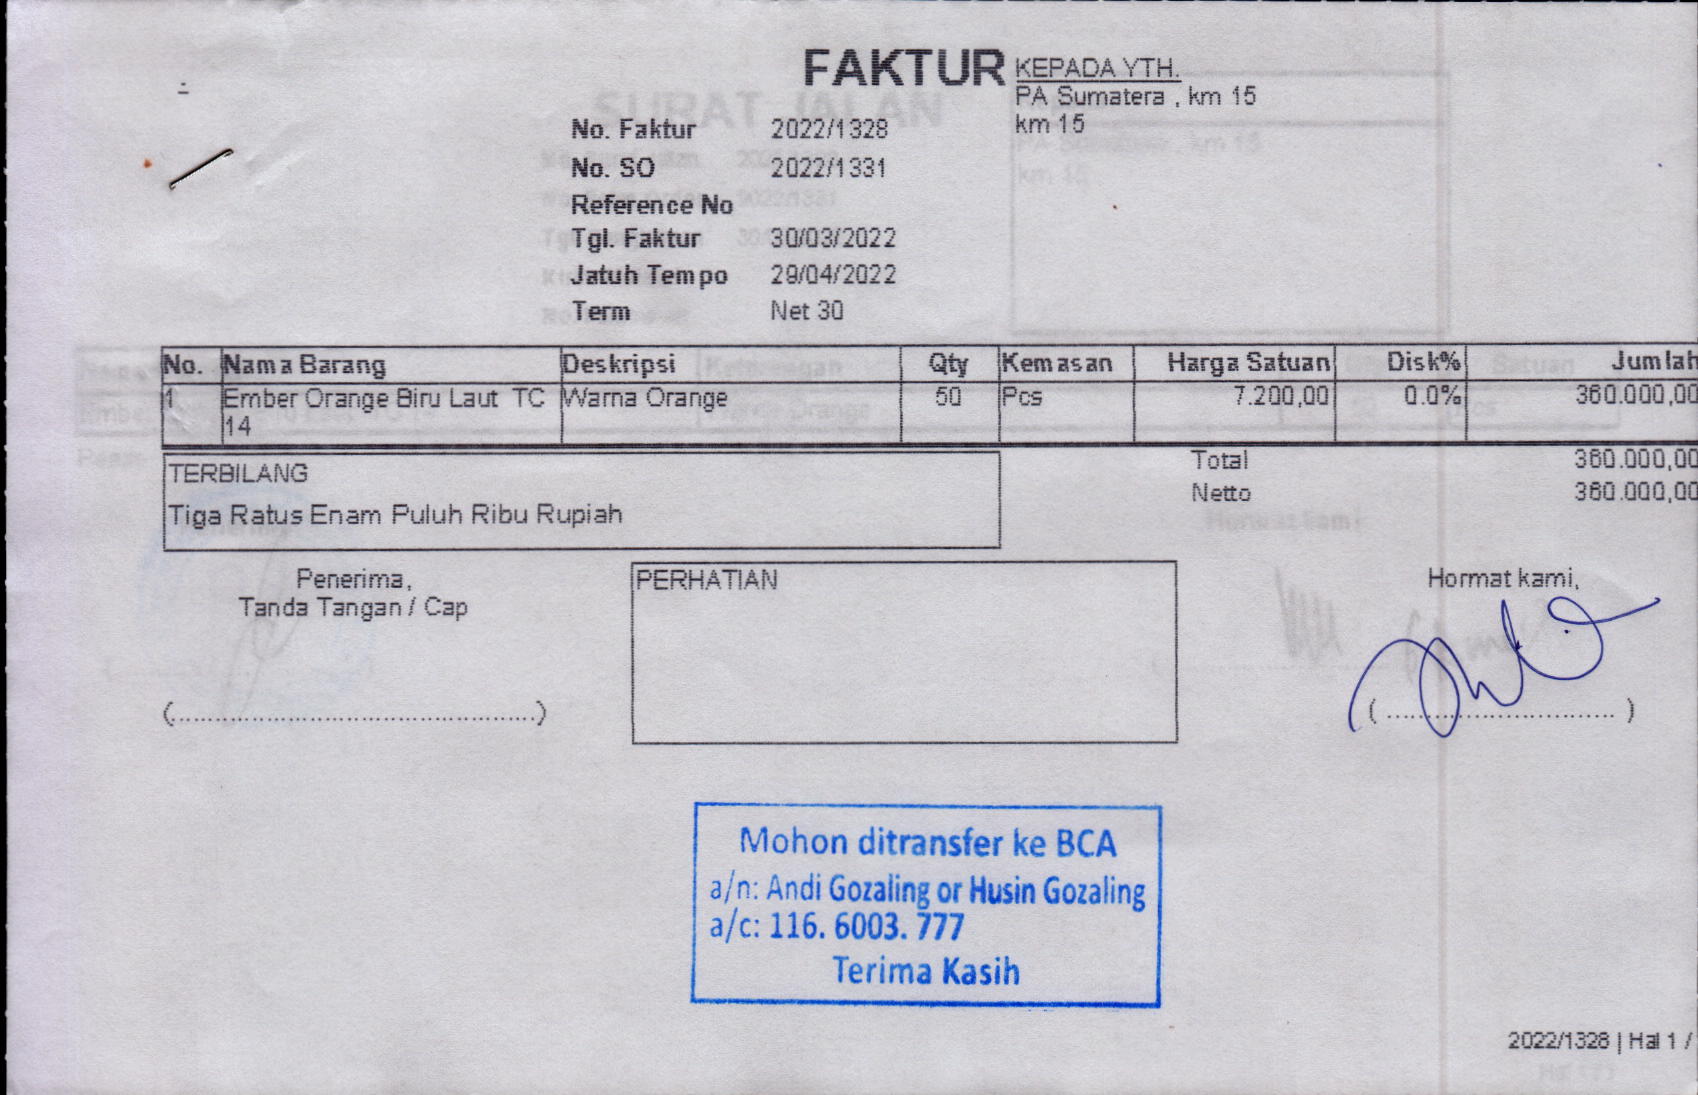 FAKTUR
KEPADA YTH.
PA Sumatera , km 15
km 15
No. Faktur 2022/1328
No. SO 2022/1331
Reference No
Tgl. Faktur 30/03/2022
Jatuh Tempo 29/04/2022
Term Net 30
No. Nama Barang Deskripsi Qty Kemasan Harga Satuan Disk% Jumlah
1 Ember Orange Biru Laut TC Warna Orange 50 Pcs 7.200,00 0.0% 360.000,00
14
Total 360.000,00
Netto 360.000,00
TERBILANG
Tiga Ratus Enam Puluh Ribu Rupiah
Penerima,
Tanda Tangan / Cap
(..............................................)
PERHATIAN
Hormat kami,
( ............................. )
Mohon ditransfer ke BCA
a/n: Andi Gozaling or Husin Gozaling
a/c: 116. 6003. 777
Terima Kasih
2022/1328 | Hal 1 /
SURAT JALAN